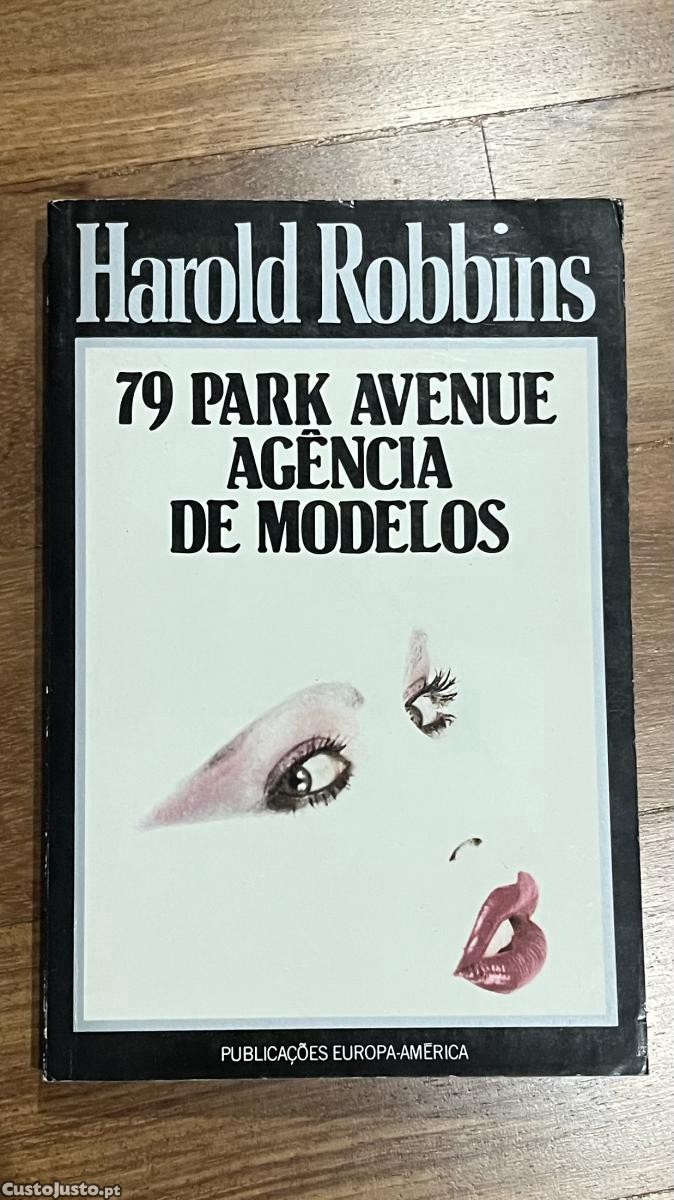 Harold Robbins
79 PARK AVENUE
AGÊNCIA
DE MODELOS
PUBLICAÇÕES EUROPA-AMÉRICA
CustoJusto.pt